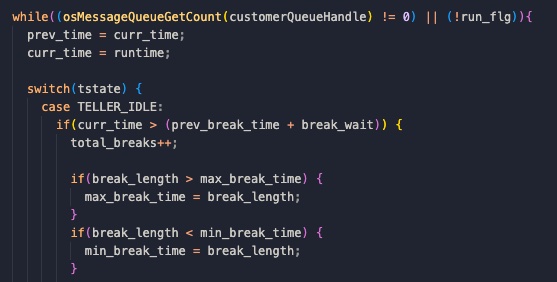 while((osMessageQueueGetCount(customerQueueHandle) != 0) || (!run_flg)){
prev_time = curr_time;
curr_time = runtime;
switch(tstate) {
case TELLER_IDLE:
if(curr_time > (prev_break_time + break_wait)) {
total_breaks++;
if(break_length > max_break_time) {
max_break_time = break_length;
}
if(break_length < min_break_time) {
min_break_time = break_length;
}